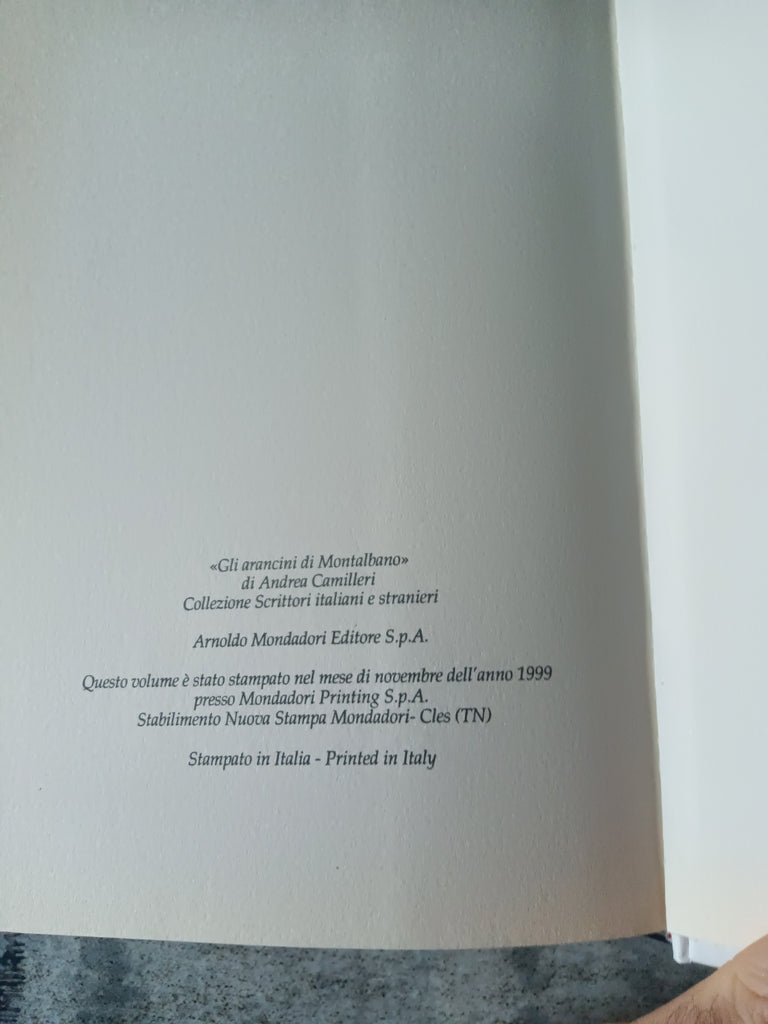 «Gli arancini di Montalbano»
di Andrea Camilleri
Collezione Scrittori italiani e stranieri
Arnoldo Mondadori Editore S.p.A.
Questo volume è stato stampato nel mese di novembre dell'anno 1999
presso Mondadori Printing S.p.A.
Stabilimento Nuova Stampa Mondadori- Cles (TN)
Stampato in Italia - Printed in Italy